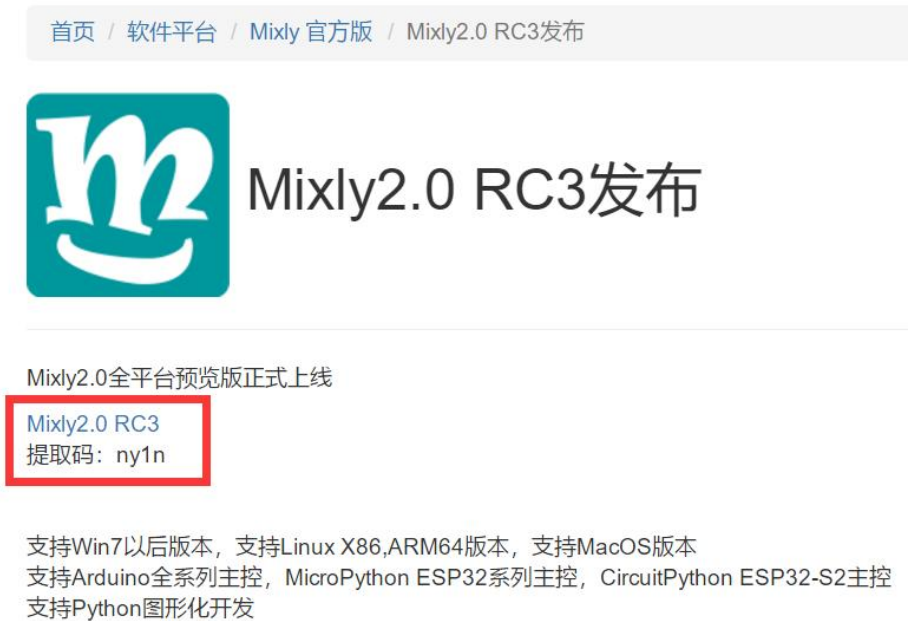 首页 / 软件平台 / Mixly 官方版 / Mixly2.0 RC3发布
m
Mixly2.0 RC3发布
Mixly2.0全平台预览版正式上线
Mixly2.0 RC3
提取码：ny1n
支持Win7以后版本，支持Linux X86,ARM64版本，支持MacOS版本
支持Arduino全系列主控，MicroPython ESP32系列主控，CircuitPython ESP32-S2主控
支持Python图形化开发